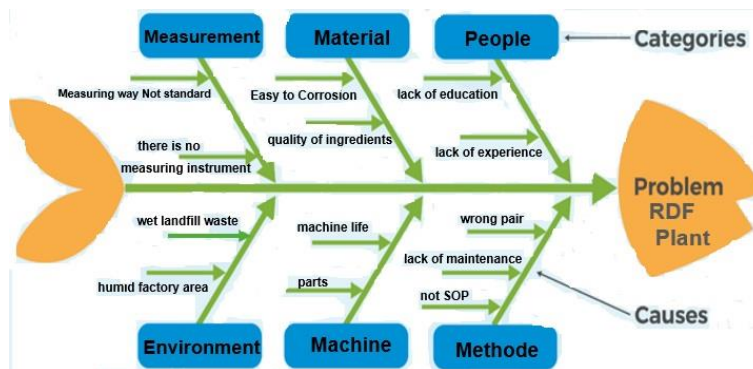 Measurement
Material
People
Categories
Measuring way Not standard
Easy to Corrosion
lack of education
there is no
measuring instrument
quality of ingredients
lack of experience
Problem
RDF
Plant
wet landfill waste
machine life
wrong pair
humid factory area
parts
lack of maintenance
not SOP
Causes
Environment
Machine
Methode